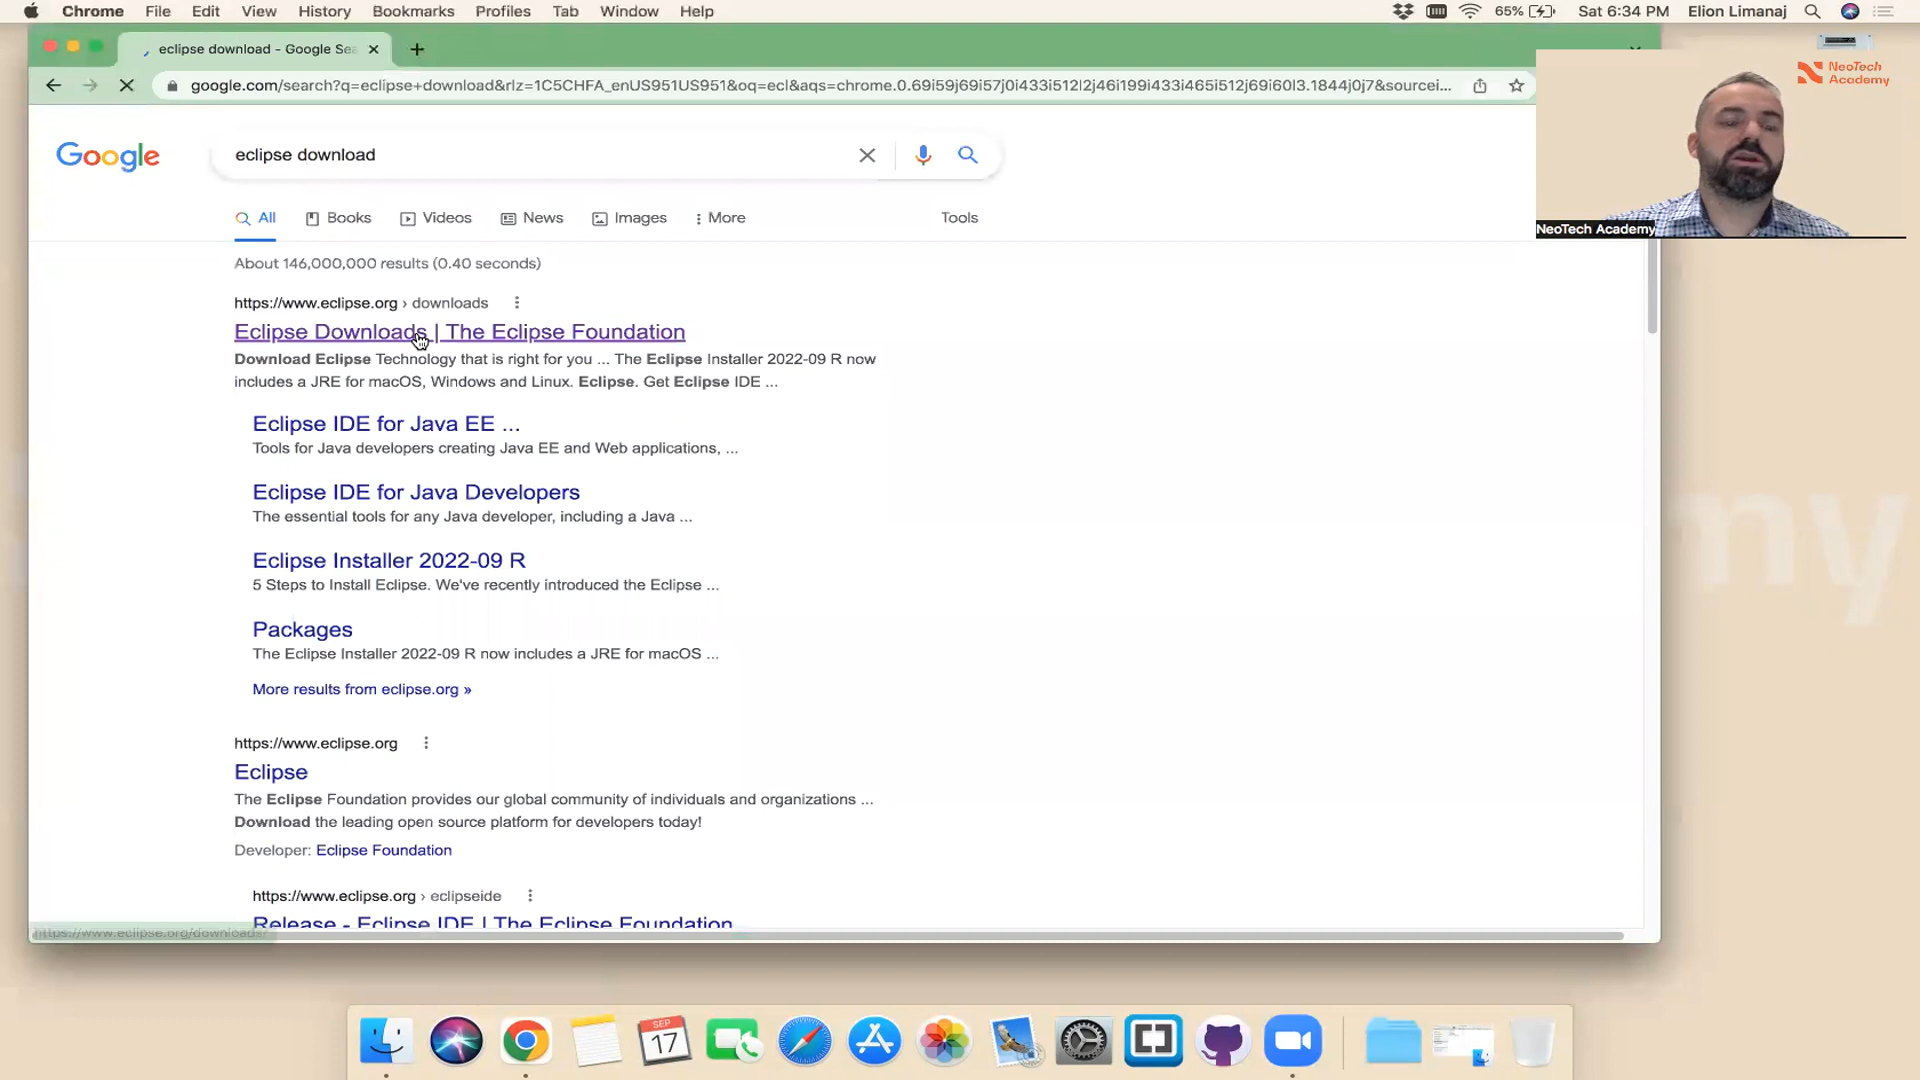 Chrome File Edit View History Bookmarks Profiles Tab Window Help 65% Sat 6:34 PM Elion Limanaj
eclipse download - Google Sea
google.com/search?q=eclipse+download&rlz=1C5CHFA_enUS951US951&oq=ecl&aqs=chrome.0.69i59j69i57j0i433i512l2j46i199i433i465i512j69i60l3.1844j0j7&sourcei...
NeoTech
Academy
NeoTech Academy
Google
eclipse download
All Books Videos News Images More Tools
About 146,000,000 results (0.40 seconds)
https://www.eclipse.org › downloads
Eclipse Downloads | The Eclipse Foundation
Download Eclipse Technology that is right for you ... The Eclipse Installer 2022-09 R now
includes a JRE for macOS, Windows and Linux. Eclipse. Get Eclipse IDE ...
Eclipse IDE for Java EE ...
Tools for Java developers creating Java EE and Web applications, ...
Eclipse IDE for Java Developers
The essential tools for any Java developer, including a Java ...
Eclipse Installer 2022-09 R
5 Steps to Install Eclipse. We've recently introduced the Eclipse ...
Packages
The Eclipse Installer 2022-09 R now includes a JRE for macOS ...
More results from eclipse.org »
https://www.eclipse.org
Eclipse
The Eclipse Foundation provides our global community of individuals and organizations ...
Download the leading open source platform for developers today!
Developer: Eclipse Foundation
https://www.eclipse.org › eclipseide
Release - Eclipse IDE | The Eclipse Foundation
https://www.eclipse.org/downloads/
my
SEP
17